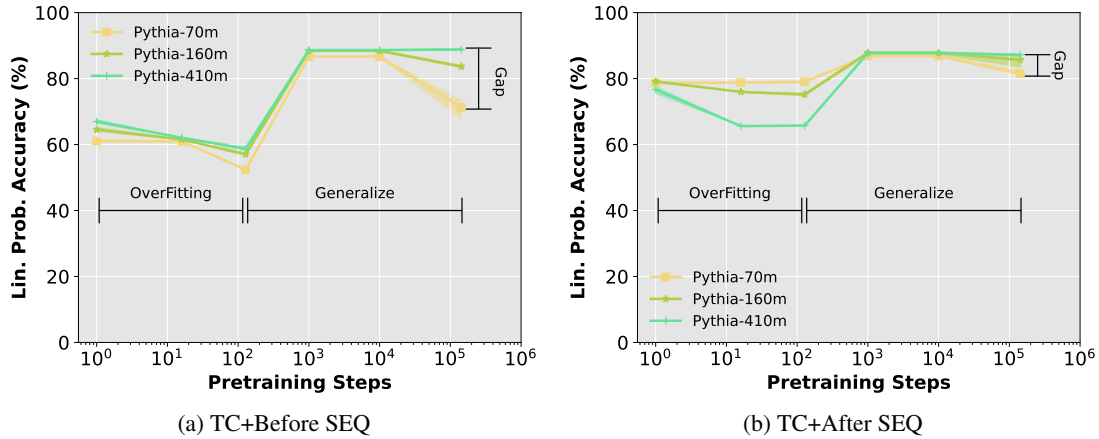 100
80
60
40
20
0
Lin. Prob. Accuracy (%)
Pythia-70m
Pythia-160m
Pythia-410m
Gap
OverFitting
Generalize
10^0
10^1
10^2
10^3
10^4
10^5
10^6
Pretraining Steps
(a) TC+Before SEQ
100
80
60
40
20
0
Lin. Prob. Accuracy (%)
Gap
OverFitting
Generalize
Pythia-70m
Pythia-160m
Pythia-410m
10^0
10^1
10^2
10^3
10^4
10^5
10^6
Pretraining Steps
(b) TC+After SEQ